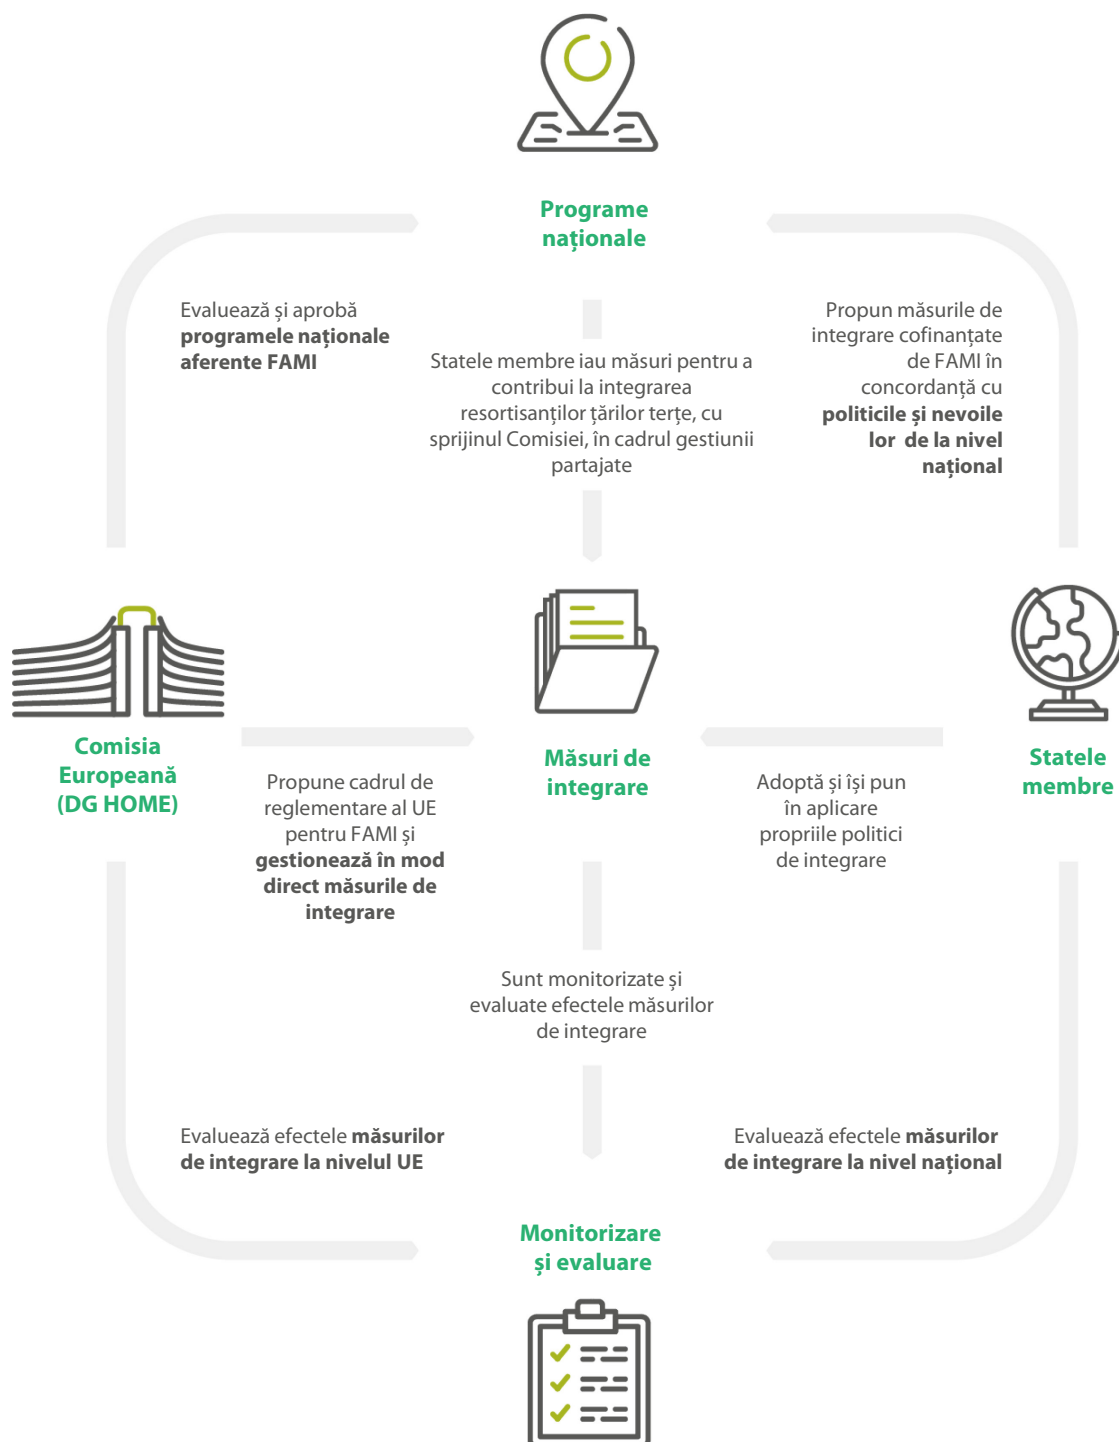 Programe
naționale
Evaluează și aprobă
programele naționale
aferente FAMI
Statele membre iau măsuri pentru a
contribui la integrarea
resortisanților țărilor terțe, cu
sprijinul Comisiei, în cadrul gestiunii
partajate
Propun măsurile de
integrare cofinanțate
de FAMI în
concordanță cu
politicile și nevoile
lor de la nivel
național
Comisia
Europeană
(DG HOME)
Măsuri de
integrare
Statele
membre
Propune cadrul de
reglementare al UE
pentru FAMI și
gestionează în mod
direct măsurile de
integrare
Adoptă și își pun
în aplicare
propriile politici
de integrare
Sunt monitorizate și
evaluate efectele măsurilor
de integrare
Evaluează efectele măsurilor
de integrare la nivelul UE
Evaluează efectele măsurilor
de integrare la nivel național
Monitorizare
și evaluare